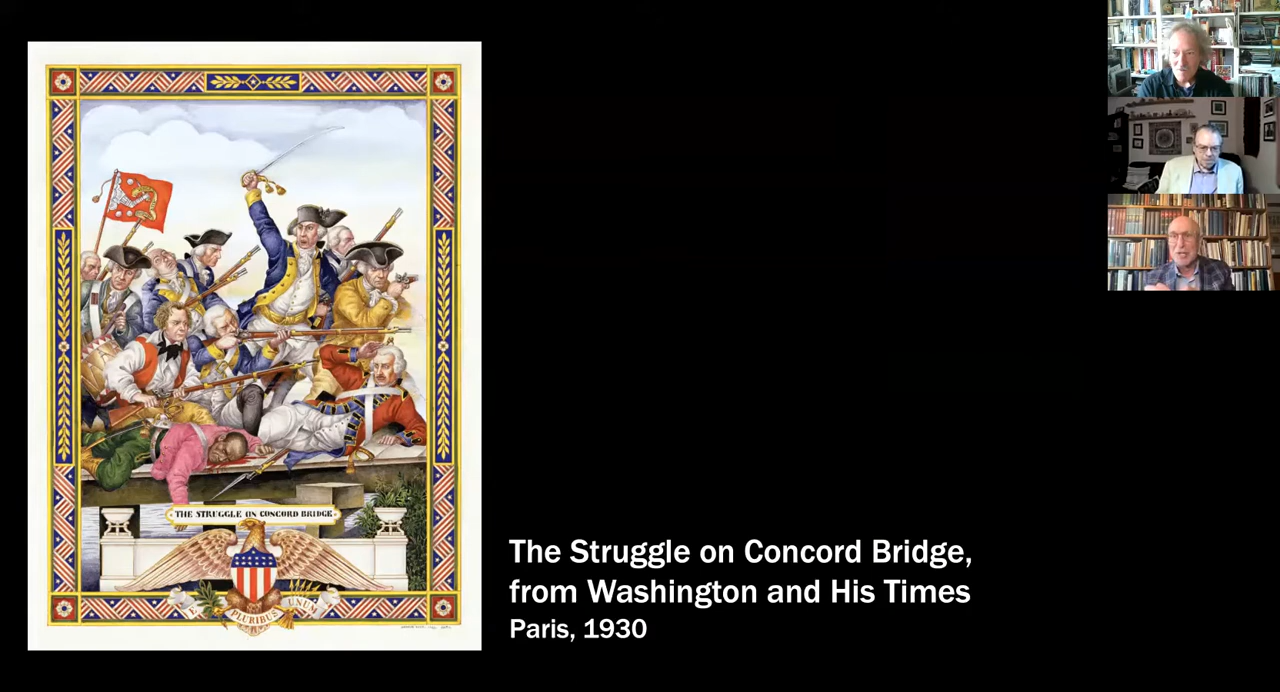 THE STRUGGLE ON CONCORD BRIDGE
E
PLURIBUS
UNUM
The Struggle on Concord Bridge,
from Washington and His Times
Paris, 1930